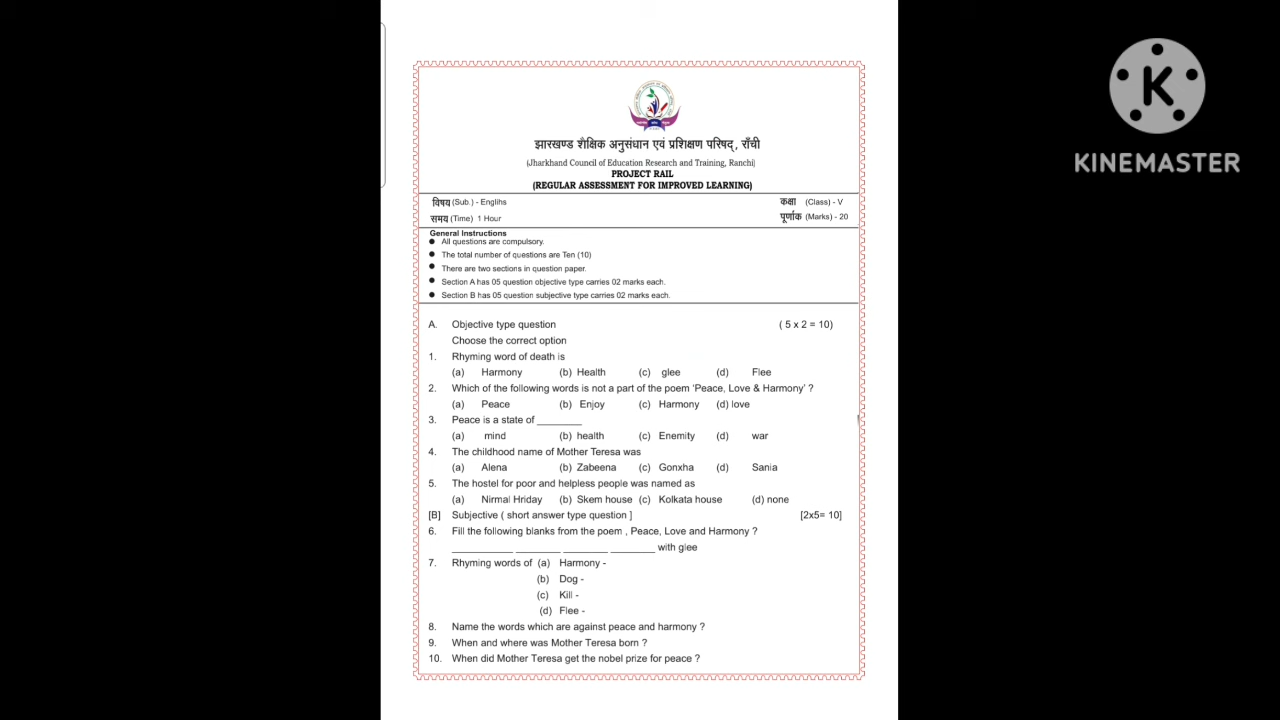 KINEMASTER
झारखण्ड शैक्षिक अनुसंधान एवं प्रशिक्षण परिषद्, राँची
(Jharkhand Council of Education Research and Training, Ranchi)
PROJECT RAIL
(REGULAR ASSESSMENT FOR IMPROVED LEARNING)
विषय (Sub.) - Englihs कक्षा (Class) - V
समय (Time) 1 Hour पूर्णांक (Marks) - 20
General Instructions
● All questions are compulsory.
● The total number of questions are Ten (10)
● There are two sections in question paper.
● Section A has 05 question objective type carries 02 marks each.
● Section B has 05 question subjective type carries 02 marks each.
A. Objective type question ( 5 x 2 = 10)
Choose the correct option
1. Rhyming word of death is
(a) Harmony (b) Health (c) glee (d) Flee
2. Which of the following words is not a part of the poem ‘Peace, Love & Harmony’ ?
(a) Peace (b) Enjoy (c) Harmony (d) love
3. Peace is a state of ________
(a) mind (b) health (c) Enemity (d) war
4. The childhood name of Mother Teresa was
(a) Alena (b) Zabeena (c) Gonxha (d) Sania
5. The hostel for poor and helpless people was named as
(a) Nirmal Hriday (b) Skem house (c) Kolkata house (d) none
[B] Subjective ( short answer type question ] [2x5= 10]
6. Fill the following blanks from the poem , Peace, Love and Harmony ?
___________ ________ ________ ________ with glee
7. Rhyming words of (a) Harmony -
(b) Dog -
(c) Kill -
(d) Flee -
8. Name the words which are against peace and harmony ?
9. When and where was Mother Teresa born ?
10. When did Mother Teresa get the nobel prize for peace ?